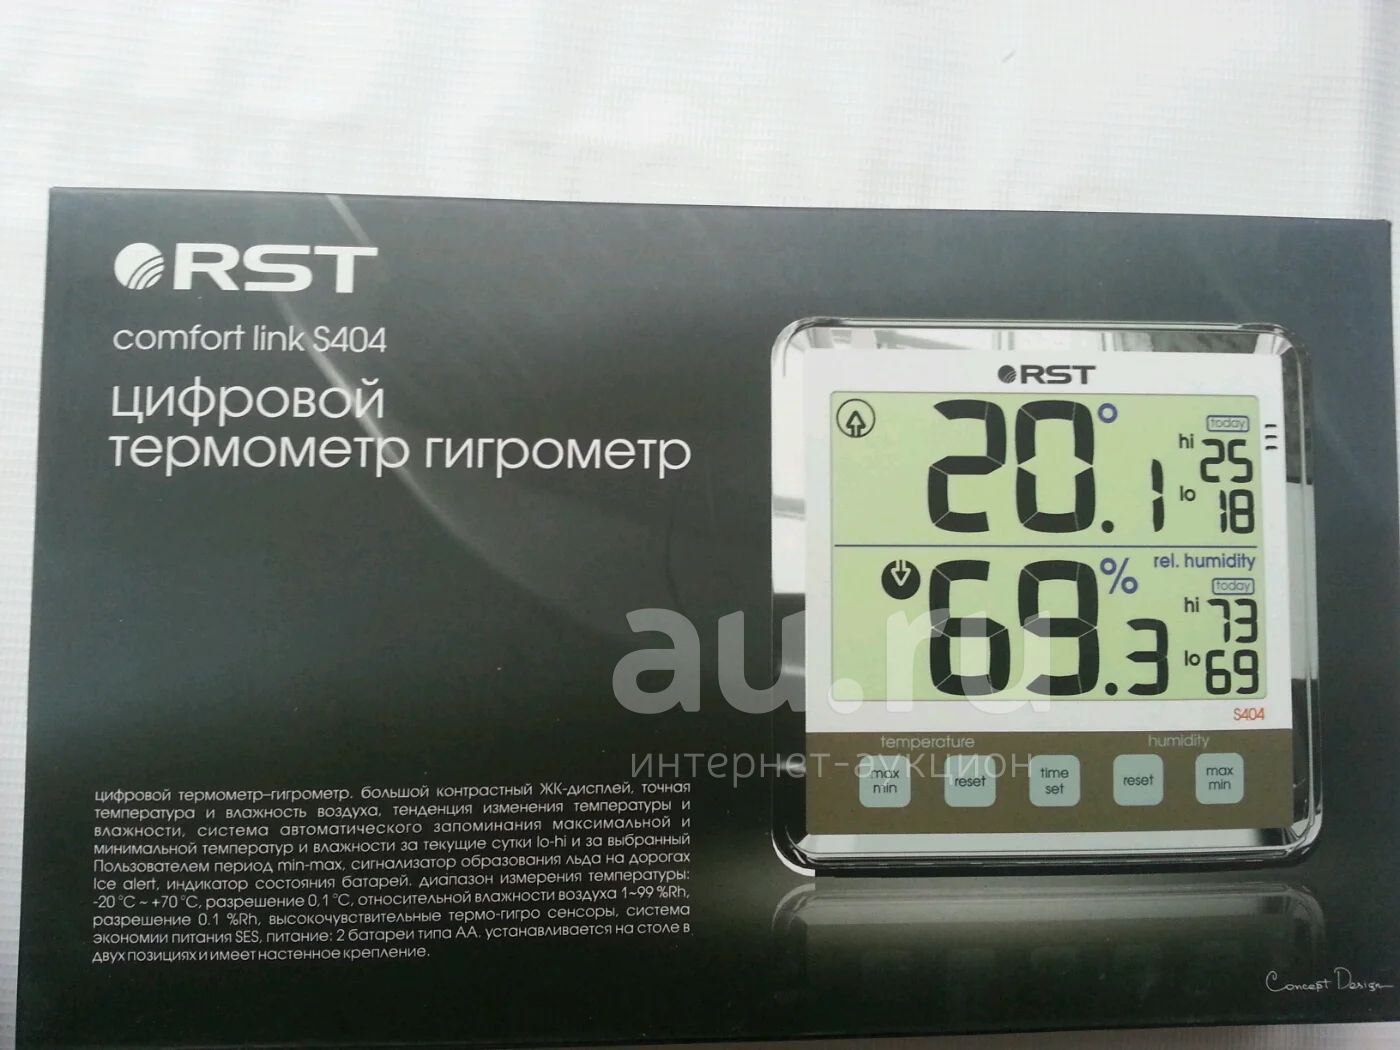 RST
comfort link S404
цифровой
термометр гигрометр
RST
20.1°
today
hi 25
lo 18
rel. humidity
69.3%
today
hi 73
lo 69
S404
temperature humidity
max min
reset
time set
reset
max min
au.ru
интернет-аукцион
цифровой термометр-гигрометр. большой контрастный ЖК-дисплей, точная
температура и влажность воздуха, тенденция изменения температуры и
влажности, система автоматического запоминания максимальной и
минимальной температур и влажности за текущие сутки lo-hi и за выбранный
Пользователем период min-max, сигнализатор образования льда на дорогах
Ice alert, индикатор состояния батарей. диапазон измерения температуры:
-20 °C ~ +70 °C, разрешение 0,1 °C, относительной влажности воздуха 1~99 %Rh,
разрешение 0.1 %Rh, высокочувствительные термо-гигро сенсоры, система
экономии питания SES, питание: 2 батареи типа АА. устанавливается на столе в
двух позициях и имеет настенное крепление.
Concept Design